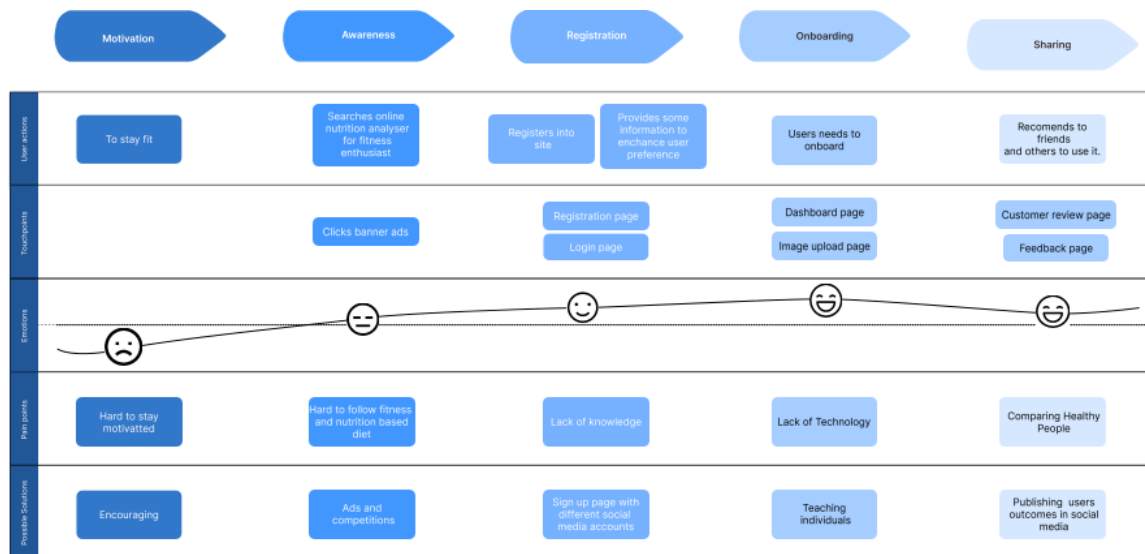 Motivation
Awareness
Registration
Onboarding
Sharing
User actions
To stay fit
Searches online
nutrition analyser
for fitness
enthusiast
Registers into
site
Provides some
information to
enchance user
preference
Users needs to
onboard
Recomends to
friends
and others to use it.
Touchpoints
Clicks banner ads
Registration page
Login page
Dashboard page
Image upload page
Customer review page
Feedback page
Emotions
Pain points
Hard to stay
motivatted
Hard to follow fitness
and nutrition based
diet
Lack of knowledge
Lack of Technology
Comparing Healthy
People
Possible Solutions
Encouraging
Ads and
competitions
Sign up page with
different social
media accounts
Teaching
individuals
Publishing users
outcomes in social
media